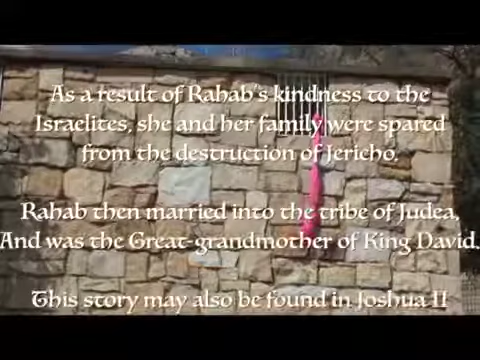 As a result of Rahab's kindness to the
Israelites, she and her family were spared
from the destruction of Jericho.
Rahab then married into the tribe of Judea,
And was the Great-grandmother of King David.
This story may also be found in Joshua II